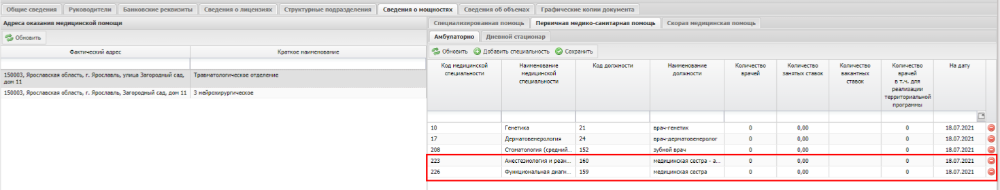 Общие сведения Руководители Банковские реквизиты Сведения о лицензиях Структурные подразделения Сведения о мощностях Сведения об объемах Графические копии документа
Адреса оказания медицинской помощи
Обновить
Фактический адрес Краткое наименование
150003, Ярославская область, г. Ярославль, улица Загородный сад, дом 11 Травматологическое отделение
150003, Ярославская область, г. Ярославль, Загородный сад, дом 11 3 нейрохирургическое
Специализированная помощь Первичная медико-санитарная помощь Скорая медицинская помощь
Амбулаторно Дневной стационар
Обновить Добавить специальность Сохранить
Код медицинской специальности Наименование медицинской специальности Код должности Наименование должности Количество врачей Количество занятых ставок Количество вакантных ставок Количество врачей в т.ч. для реализации территориальной программы На дату
10 Генетика 21 врач-генетик 0 0,00 0 18.07.2021
17 Дерматовенерология 24 врач-дерматовенеролог 0 0,00 0 18.07.2021
208 Стоматология (средний... 152 зубной врач 0 0,00 0 18.07.2021
223 Анестезиология и реан... 160 медицинская сестра - а... 0 0,00 0 18.07.2021
226 Функциональная диагн... 159 медицинская сестра 0 0,00 0 18.07.2021